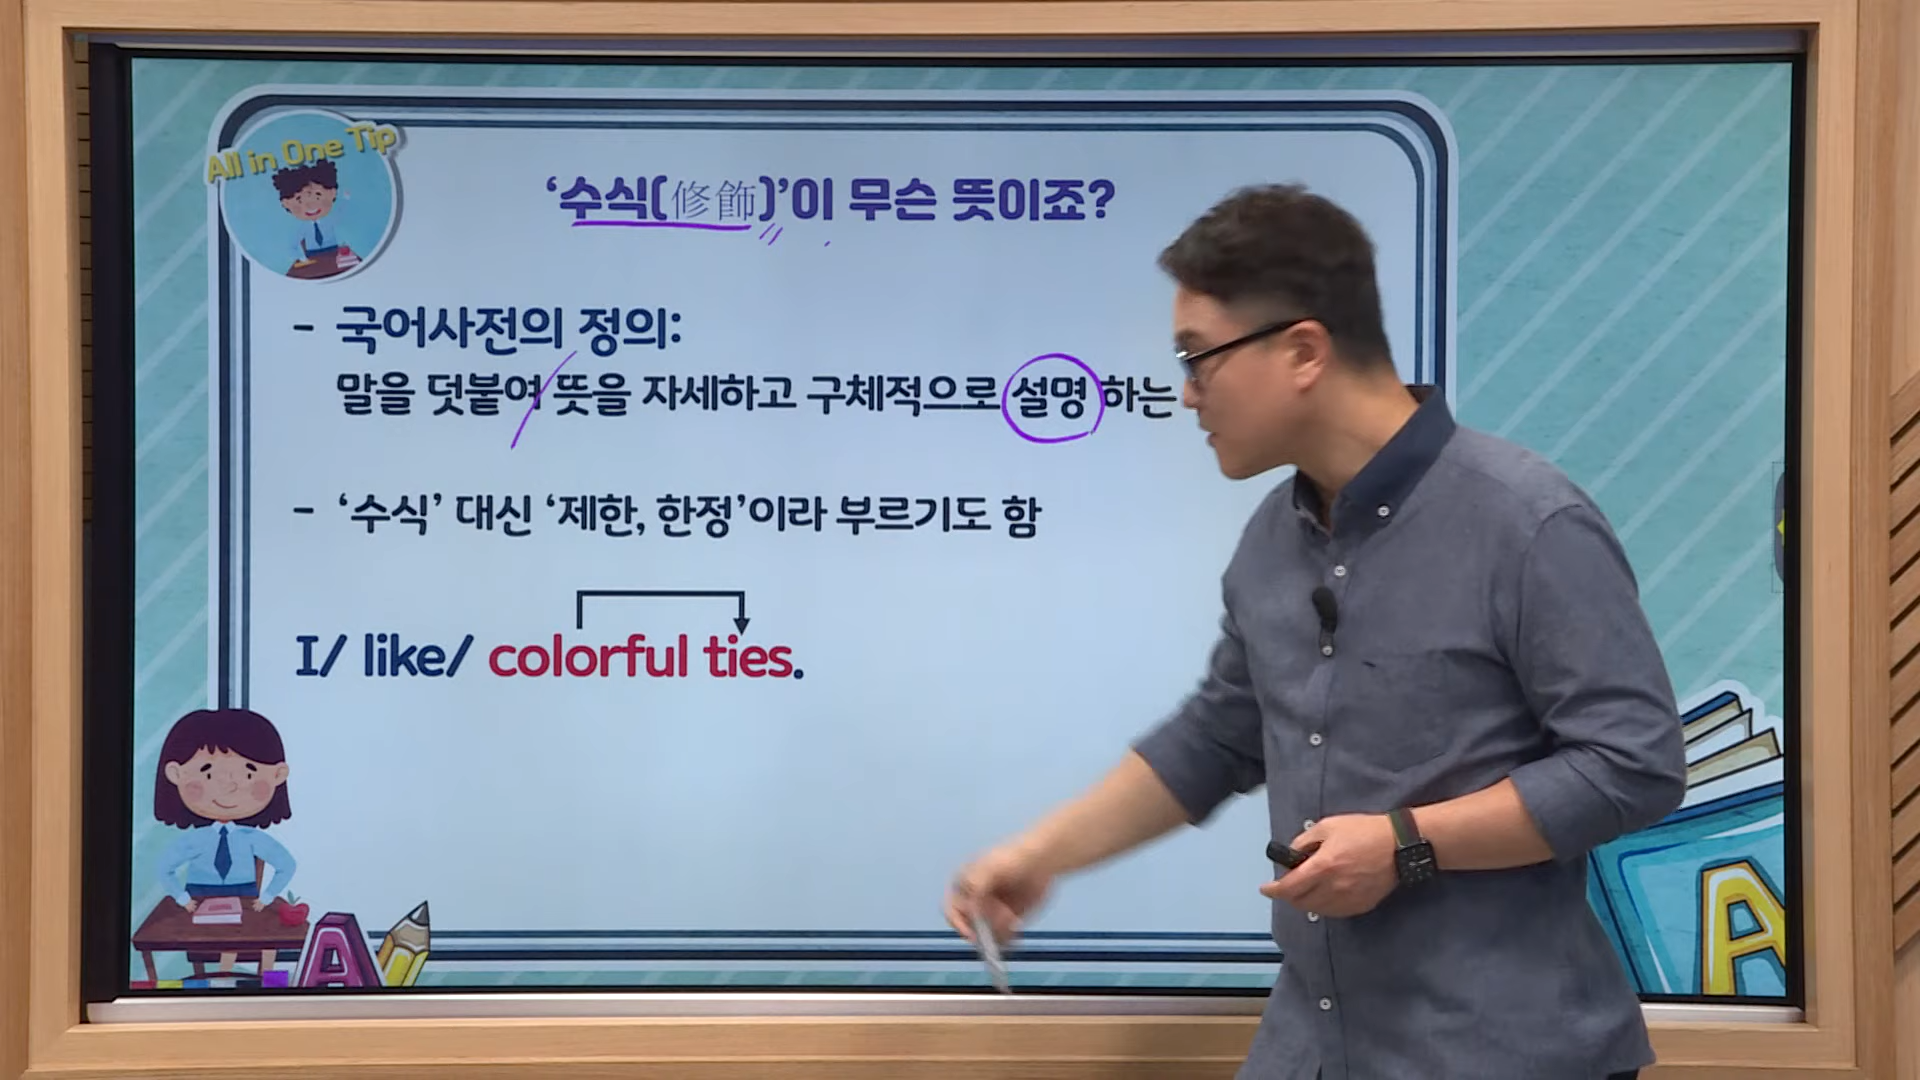 All in One Tip
‘수식(修飾)’이 무슨 뜻이죠?
- 국어사전의 정의:
말을 덧붙여 뜻을 자세하고 구체적으로 설명하는
- ‘수식’ 대신 ‘제한, 한정’이라 부르기도 함
I/ like/ colorful ties.
A
A